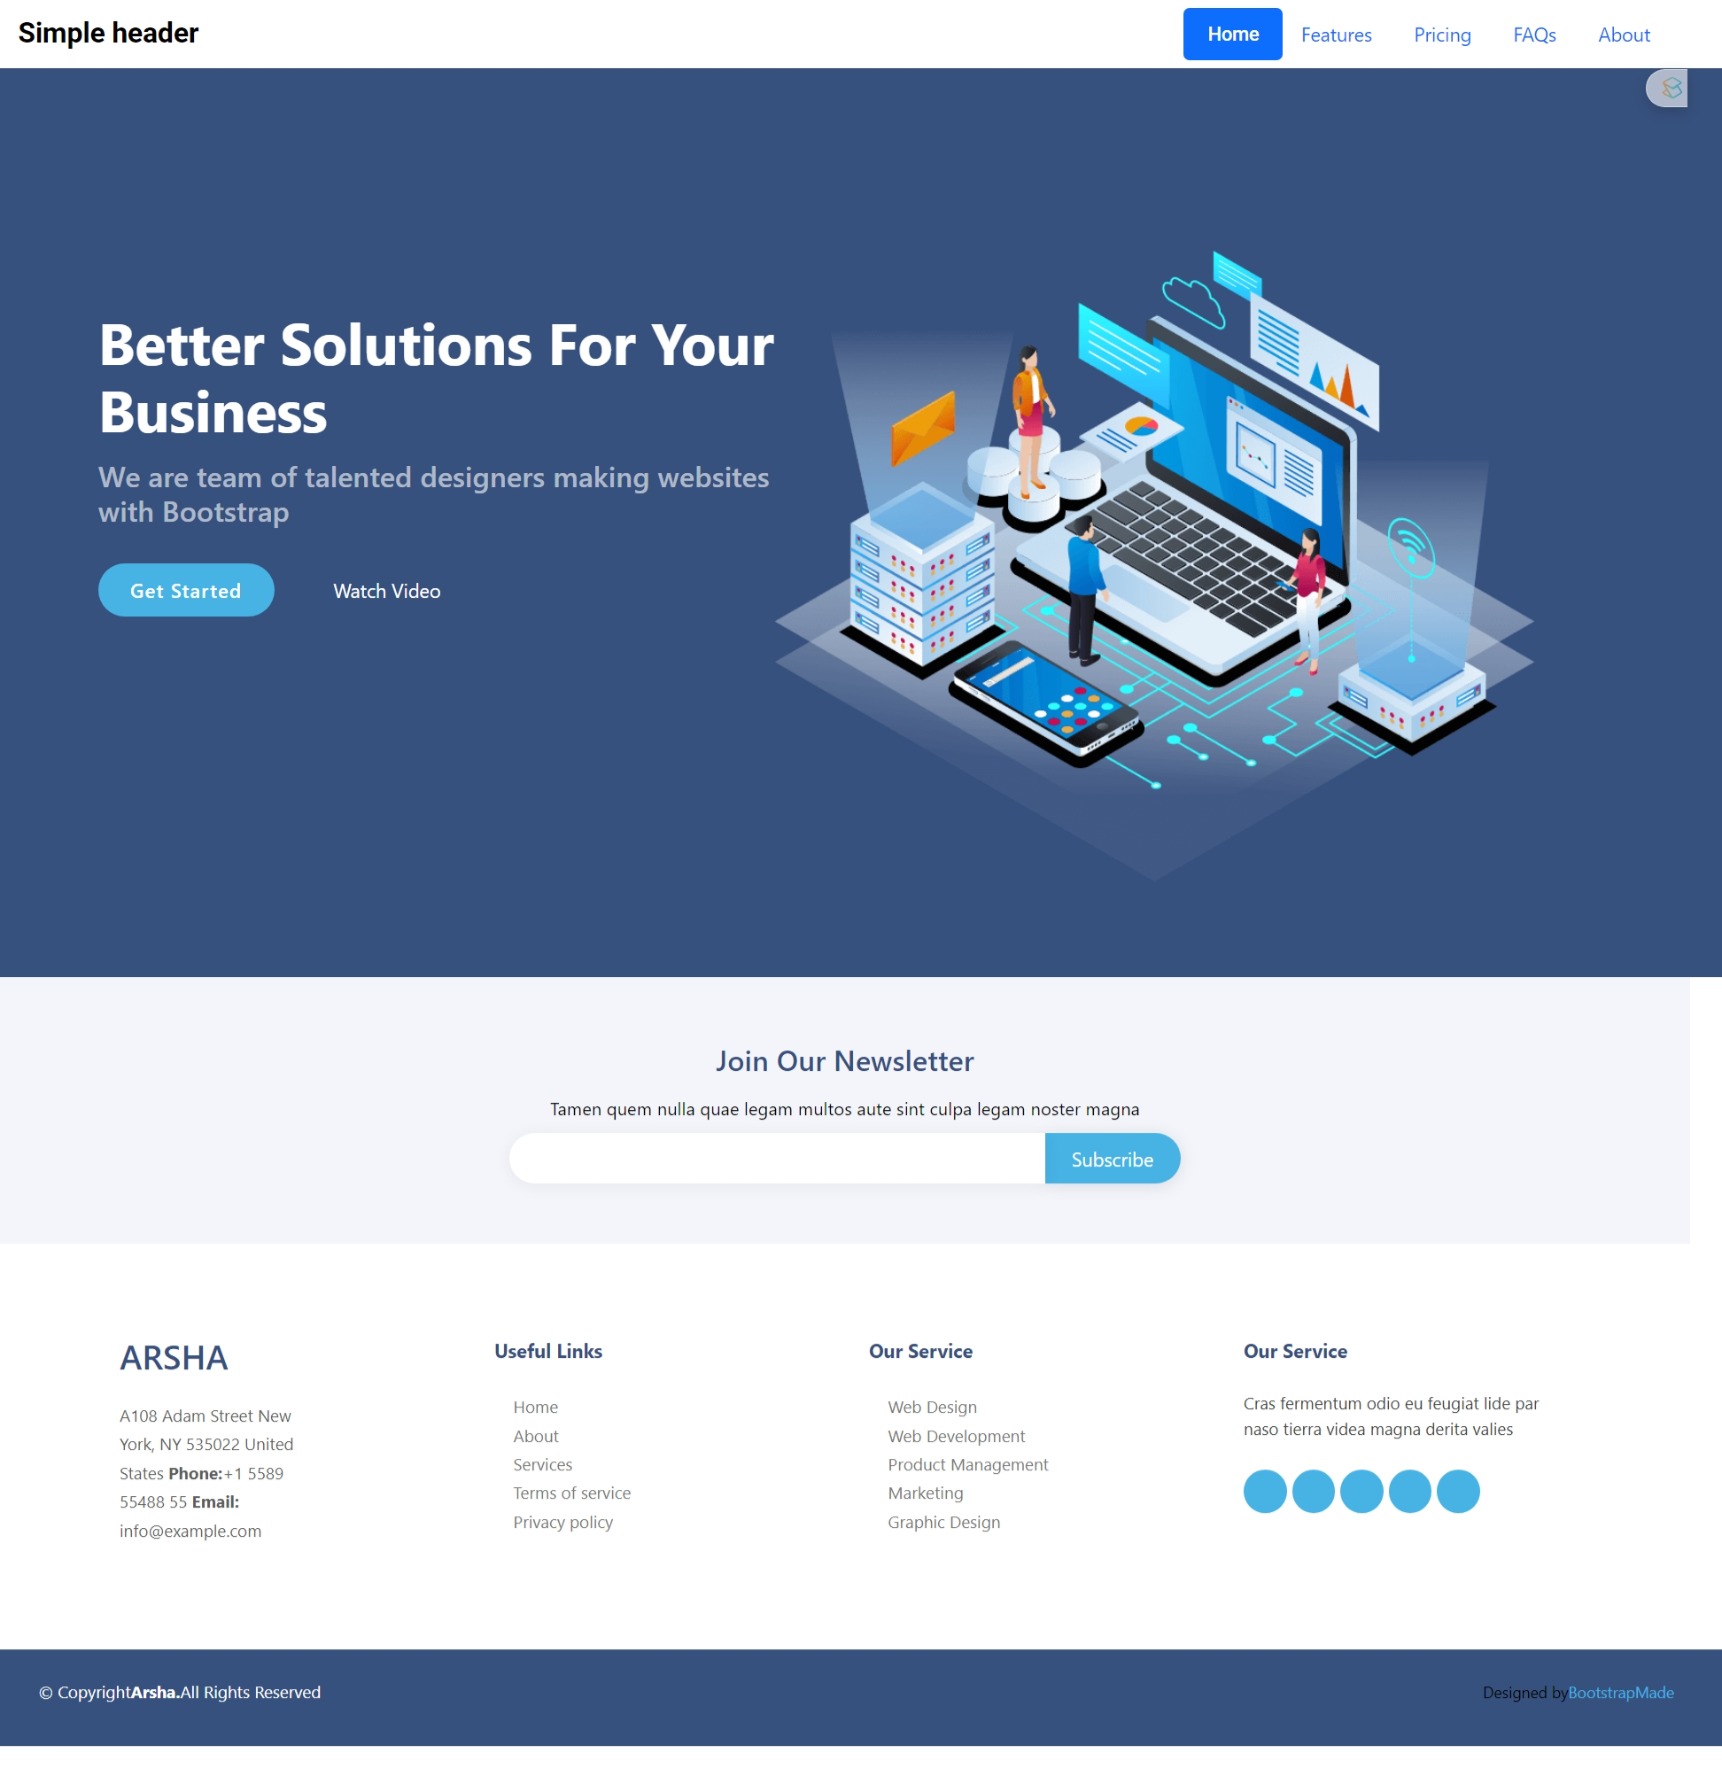 Simple header
Home Features Pricing FAQs About
Better Solutions For Your
Business
We are team of talented designers making websites
with Bootstrap
Get Started Watch Video
Join Our Newsletter
Tamen quem nulla quae legam multos aute sint culpa legam noster magna
Subscribe
ARSHA
A108 Adam Street New
York, NY 535022 United
States Phone:+1 5589
55488 55 Email:
info@example.com
Useful Links
Home
About
Services
Terms of service
Privacy policy
Our Service
Web Design
Web Development
Product Management
Marketing
Graphic Design
Our Service
Cras fermentum odio eu feugiat lide par
naso tierra videa magna derita valies
© CopyrightArsha.All Rights Reserved
Designed byBootstrapMade